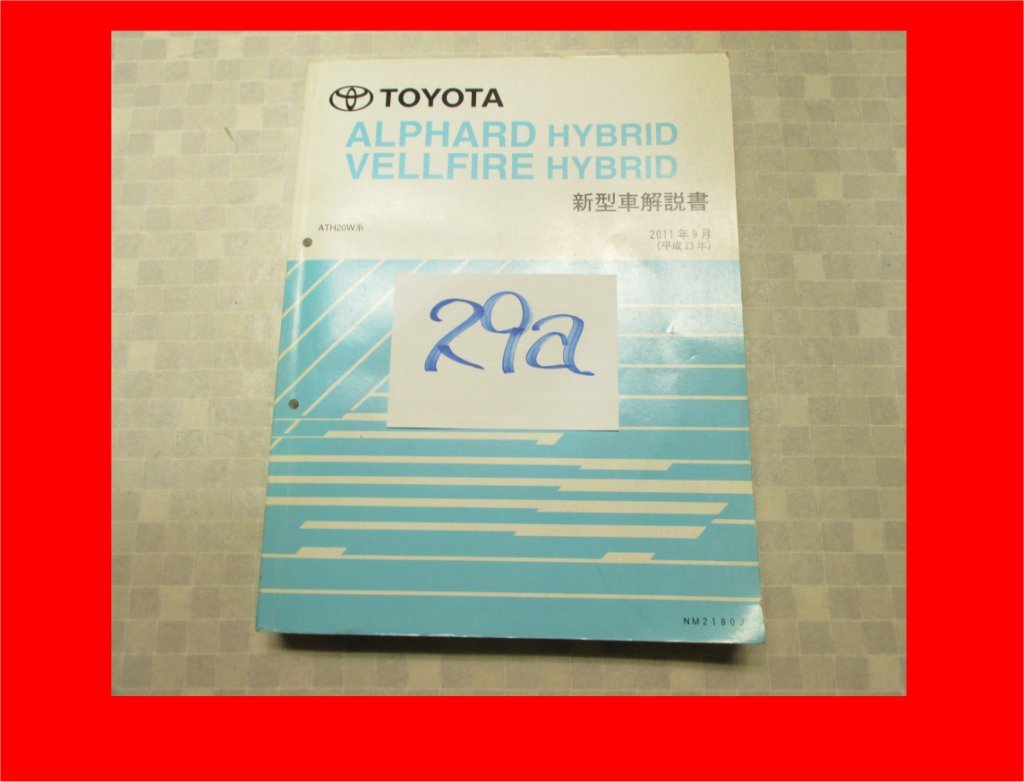 TOYOTA
ALPHARD HYBRID
VELLFIRE HYBRID
新型車解説書
ATH20W系
2011年9月
(平成23年)
29a
NM2180J